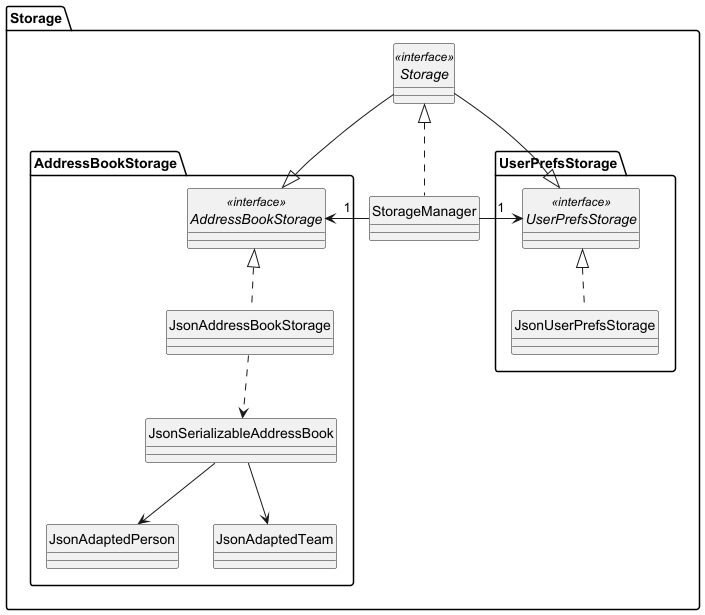 Storage
«interface»
Storage
AddressBookStorage
UserPrefsStorage
«interface»
AddressBookStorage
1
StorageManager
1
«interface»
UserPrefsStorage
JsonAddressBookStorage
JsonUserPrefsStorage
JsonSerializableAddressBook
JsonAdaptedPerson
JsonAdaptedTeam